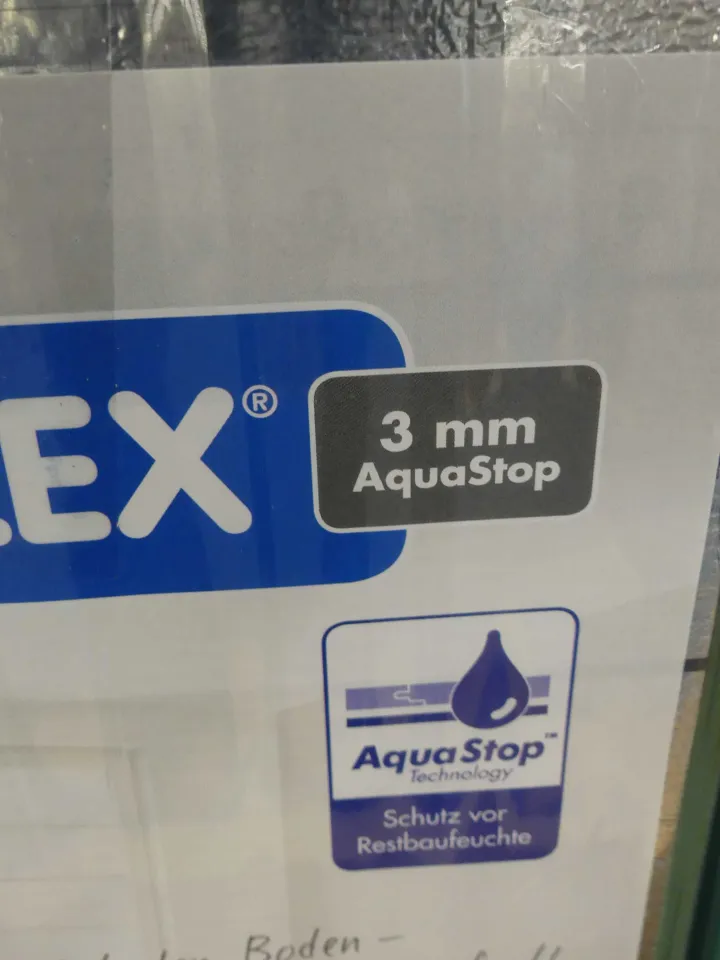 EX®
3 mm
AquaStop
AquaStop™
Technology
Schutz vor
Restbaufeuchte
Boden –